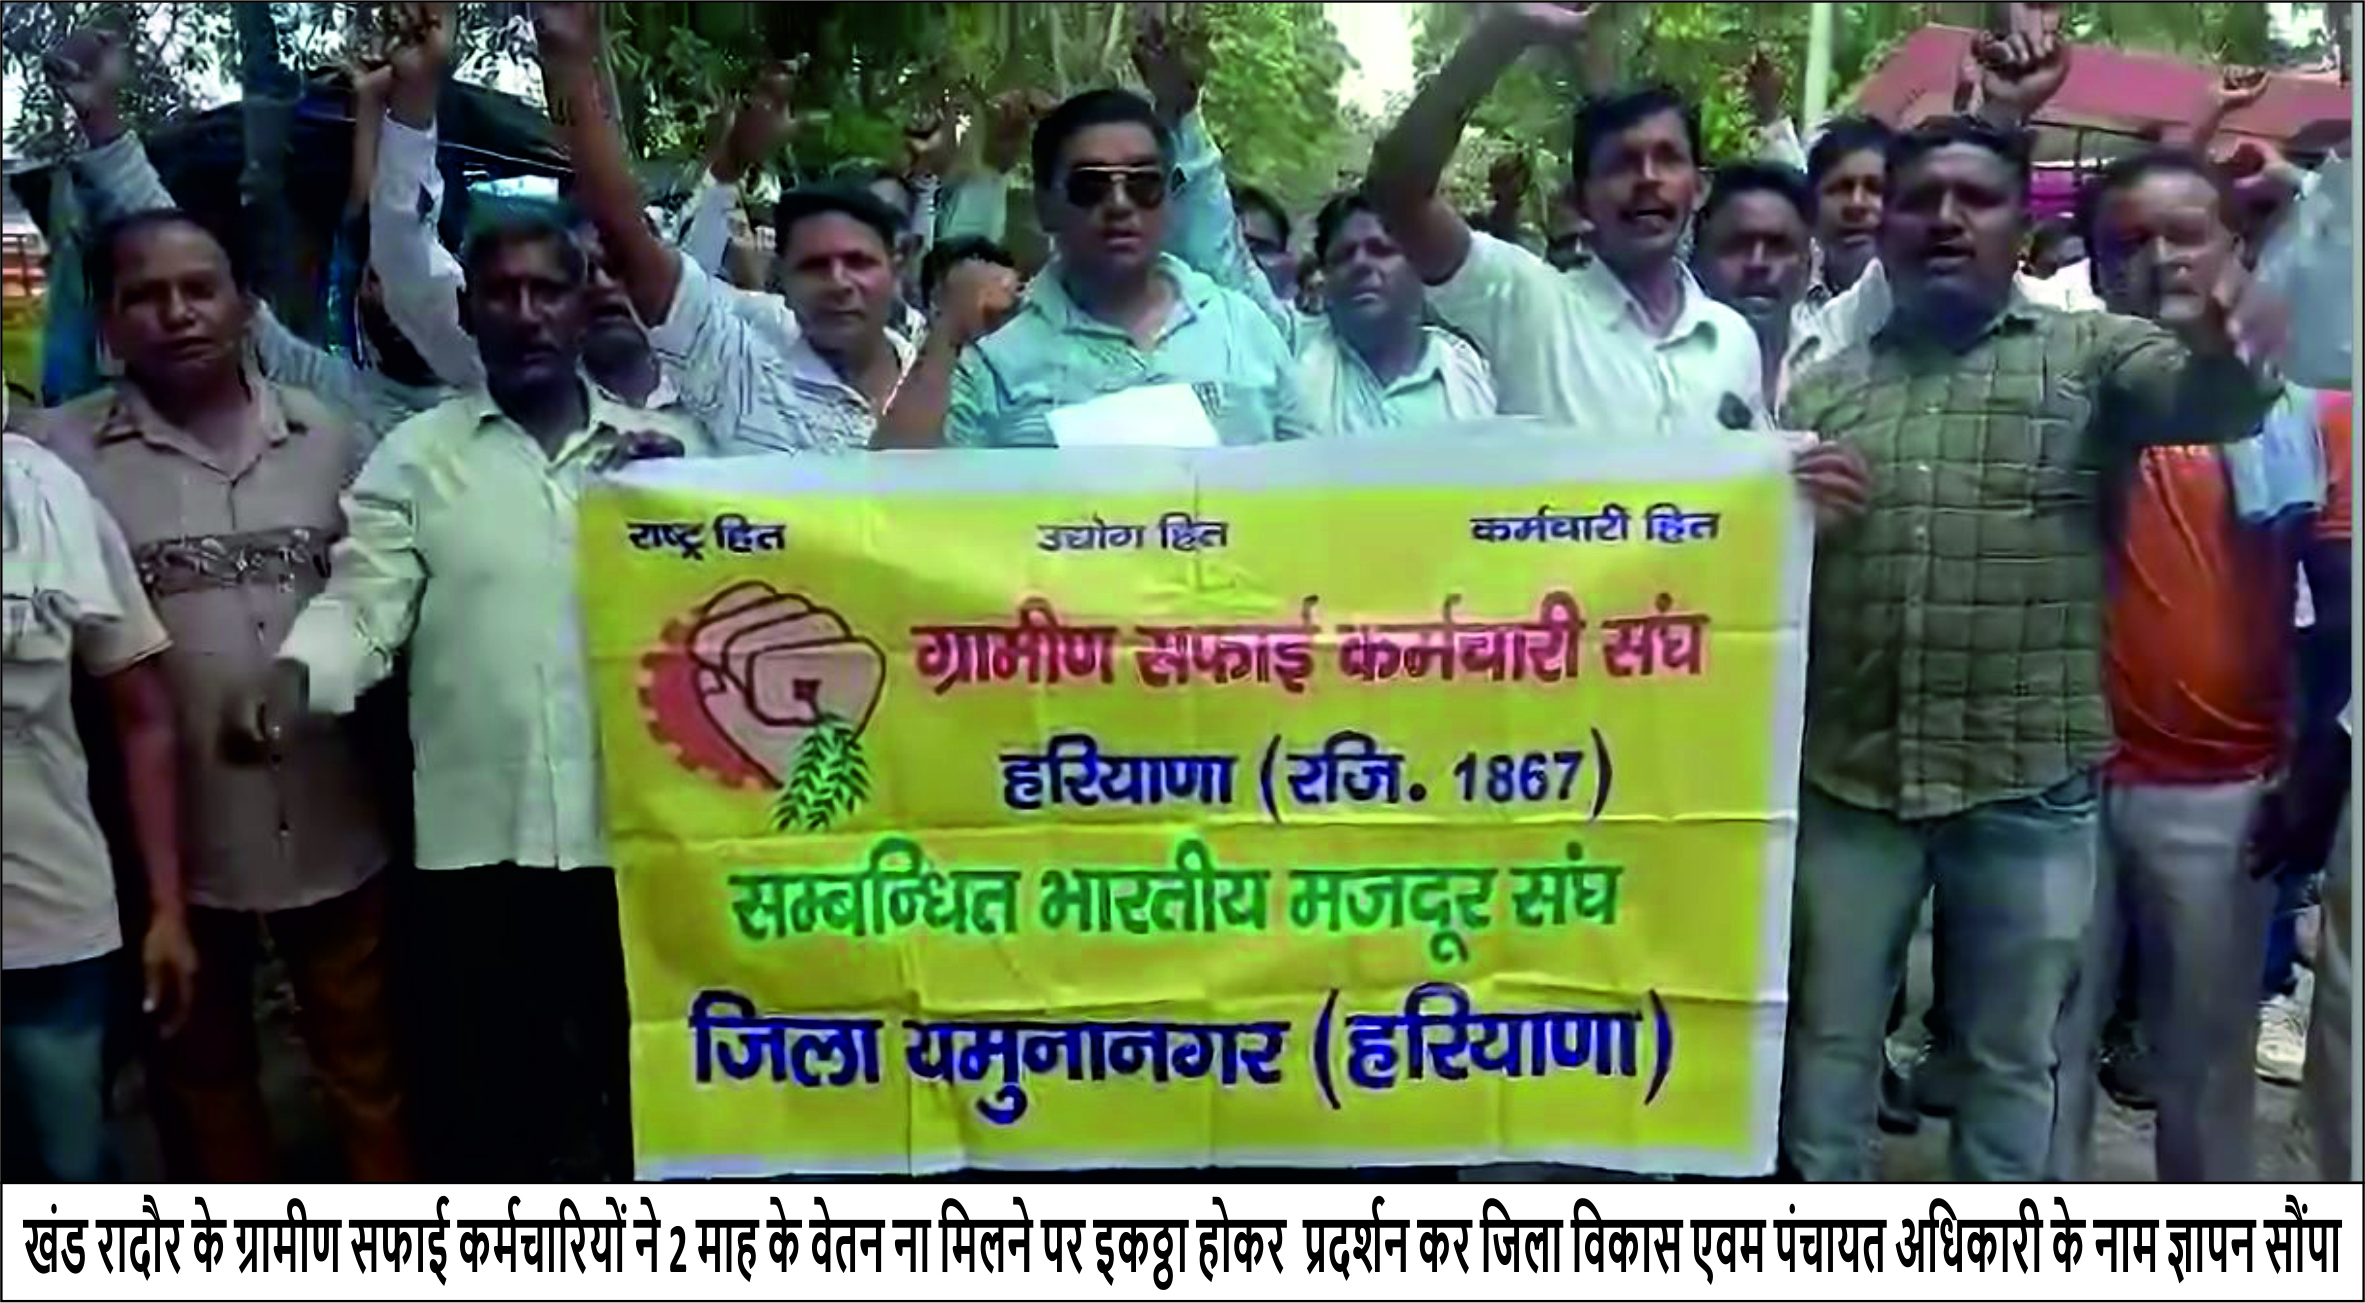 राष्ट्र हित उद्योग हित कर्मचारी हित
ग्रामीण सफाई कर्मचारी संघ
हरियाणा (रजि. 1867)
सम्बन्धित भारतीय मजदूर संघ
जिला यमुनानगर (हरियाणा)
खंड रादौर के ग्रामीण सफाई कर्मचारियों ने 2 माह के वेतन ना मिलने पर इकठ्ठा होकर प्रदर्शन कर जिला विकास एवम पंचायत अधिकारी के नाम ज्ञापन सौंपा